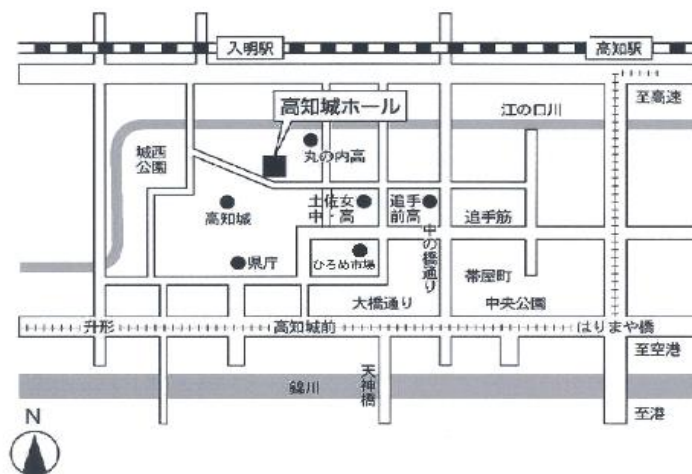 入明駅
高知駅
至高速
高知城ホール
江の口川
丸の内高
城西
公園
高知城
土佐女
中・高
追手
前高
追手筋
中の橋通り
県庁
ひろめ市場
帯屋町
大橋通り
中央公園
升形
高知城前
はりまや橋
至空港
鏡川
天神橋
至港
N